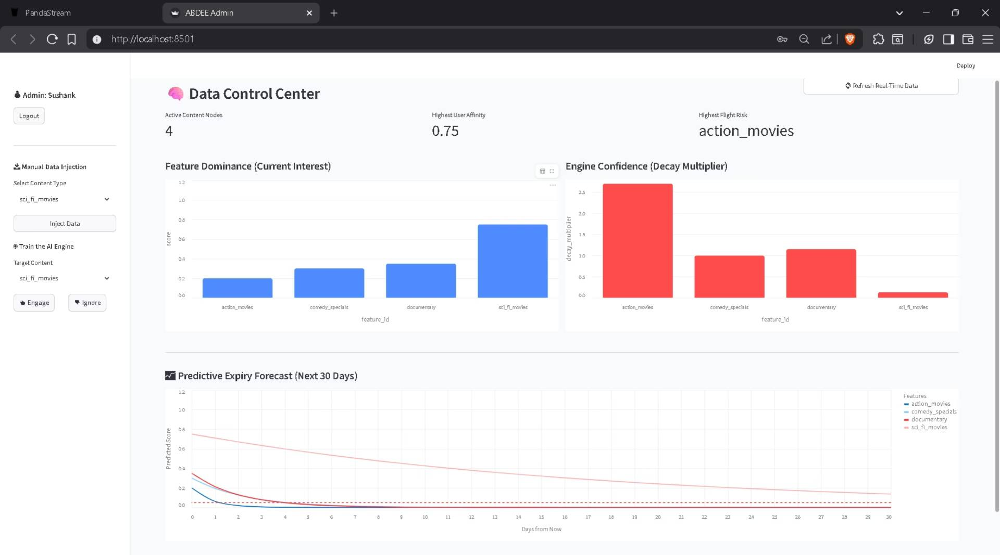 PandaStream
ABDEE Admin
http://localhost:8501
Deploy
Admin: Sushank
Logout
Manual Data Injection
Select Content Type
sci_fi_movies
Inject Data
Train the AI Engine
Target Content
sci_fi_movies
Engage
Ignore
Data Control Center
Refresh Real-Time Data
Active Content Nodes
4
Highest User Affinity
0.75
Highest Flight Risk
action_movies
Feature Dominance (Current Interest)
1.2
1.0
0.8
0.6
0.4
0.2
0.0
score
action_movies comedy_specials documentary sci_fi_movies
feature_id
Engine Confidence (Decay Multiplier)
2.5
2.0
1.5
1.0
0.5
0.0
decay_multiplier
action_movies comedy_specials documentary sci_fi_movies
feature_id
Predictive Expiry Forecast (Next 30 Days)
1.2
1.0
0.8
0.6
0.4
0.2
0.0
Predicted Score
0 1 2 3 4 5 6 7 8 9 10 11 12 13 14 15 16 17 18 19 20 21 22 23 24 25 26 27 28 29 30
Days from Now
Features
action_movies
comedy_specials
documentary
sci_fi_movies